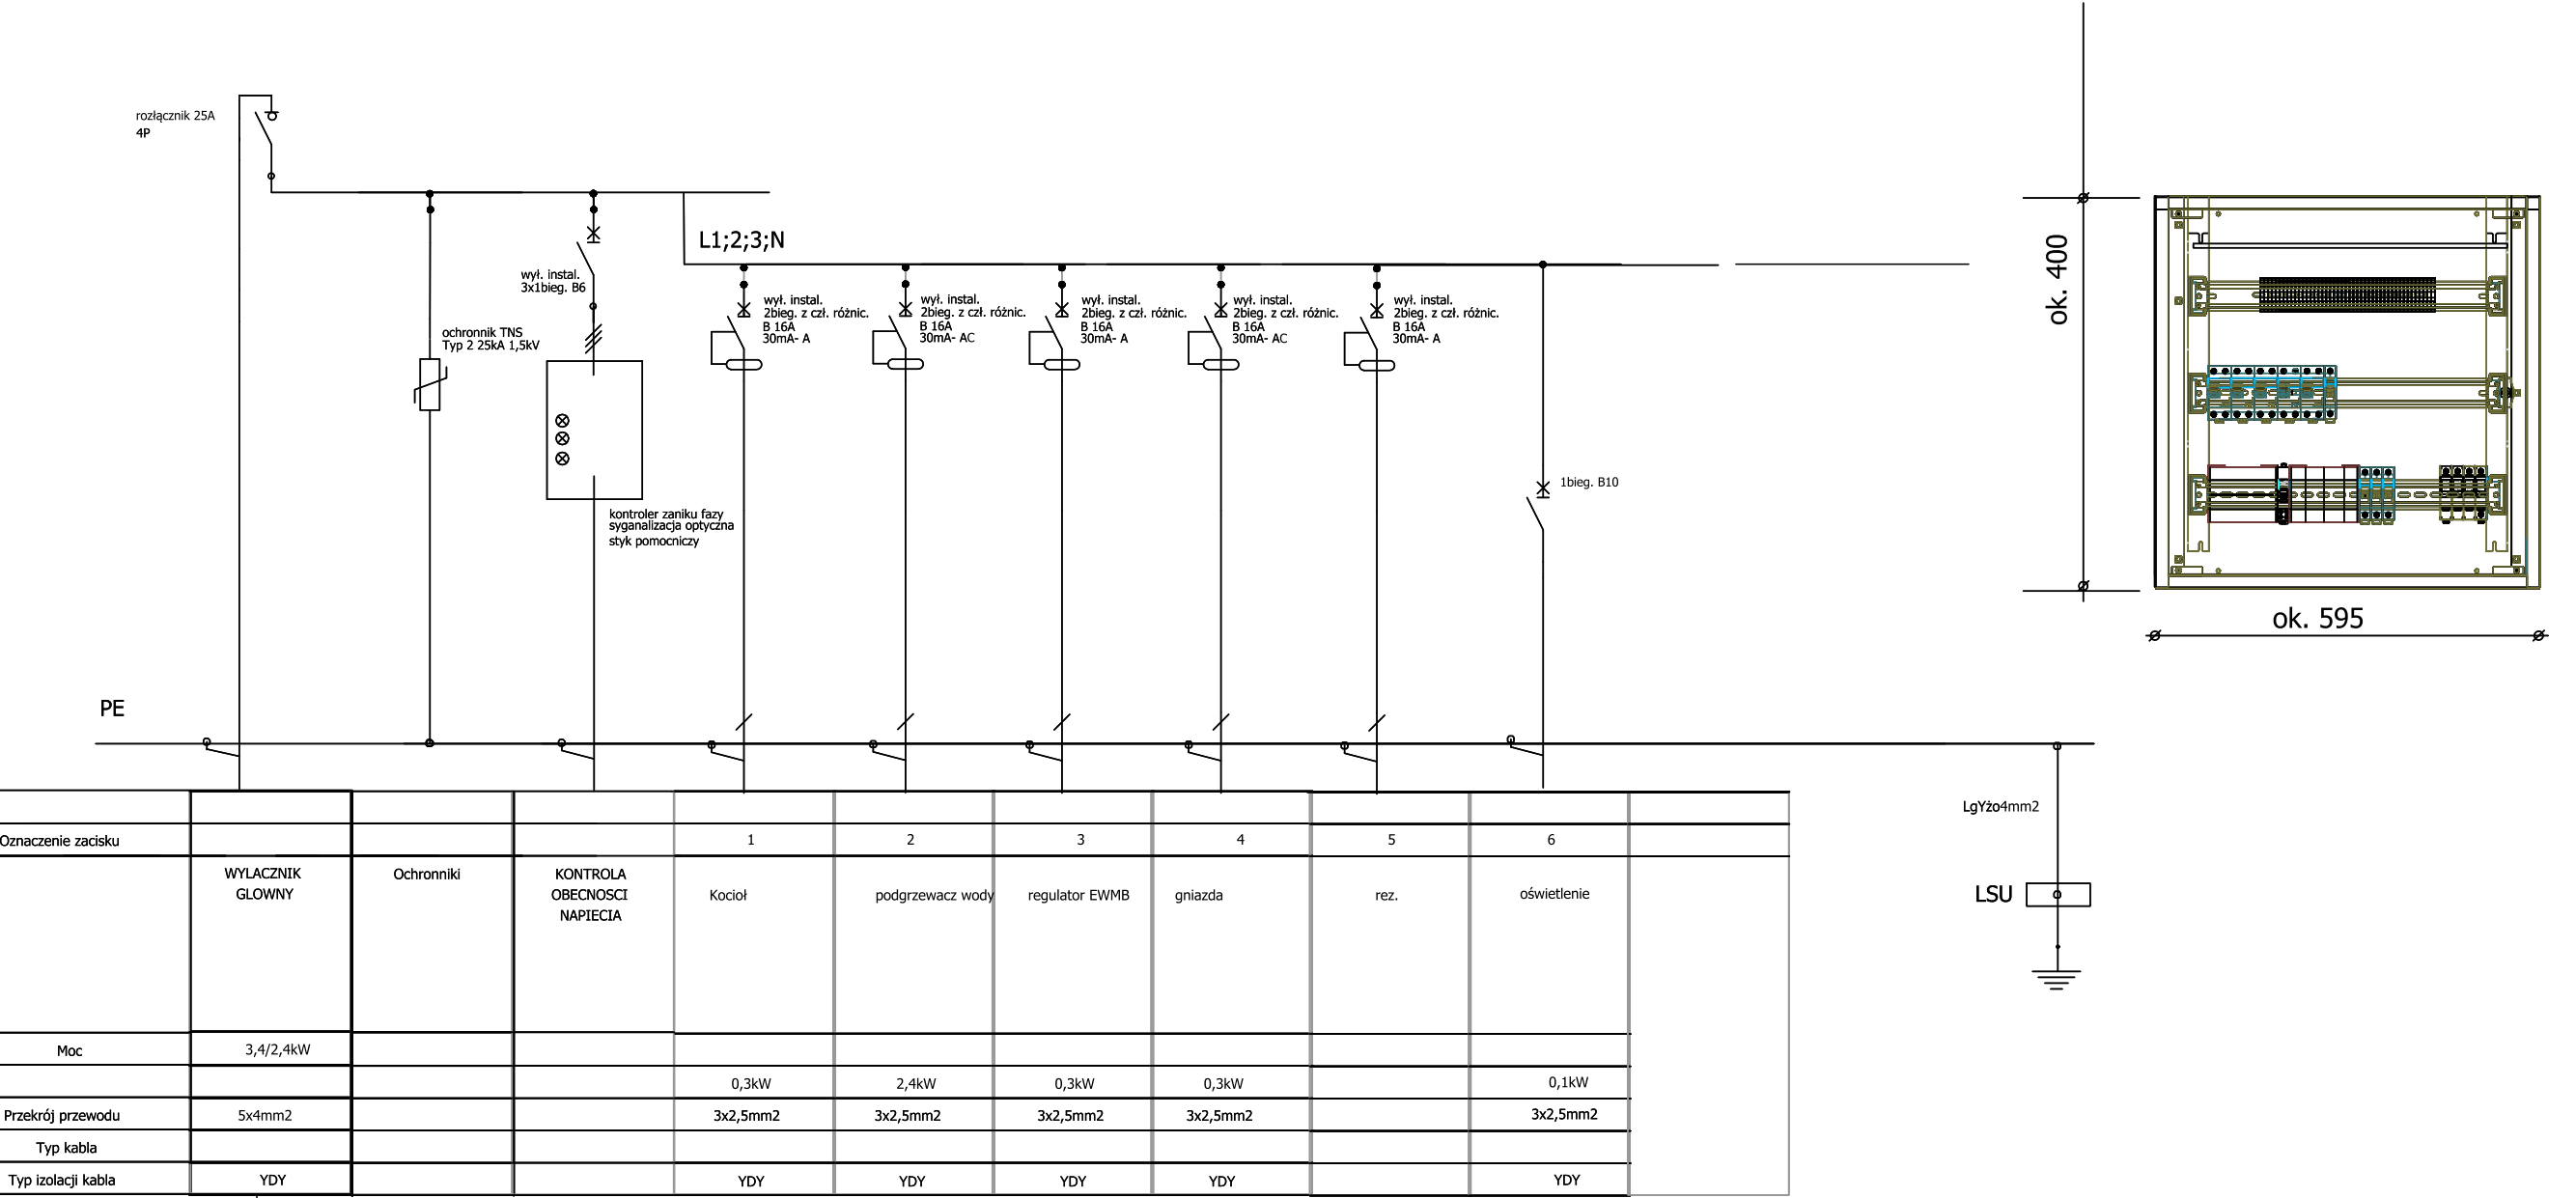 rozłącznik 25A
4P
L1;2;3;N
wył. instal.
3x1bieg. B6
ochronnik TNS
Typ 2 25kA 1,5kV
wył. instal.
2bieg. z czł. różnic.
B 16A
30mA- A
wył. instal.
2bieg. z czł. różnic.
B 16A
30mA- AC
wył. instal.
2bieg. z czł. różnic.
B 16A
30mA- A
wył. instal.
2bieg. z czł. różnic.
B 16A
30mA- AC
wył. instal.
2bieg. z czł. różnic.
B 16A
30mA- A
1bieg. B10
kontroler zaniku fazy
syganalizacja optyczna
styk pomocniczy
ok. 400
ok. 595
PE
LgYżo4mm2
LSU
Oznaczenie zacisku 1 2 3 4 5 6
WYLACZNIK
GLOWNY
Ochronniki
KONTROLA
OBECNOSCI
NAPIECIA
Kocioł
podgrzewacz wody
regulator EWMB
gniazda
rez.
oświetlenie
Moc 3,4/2,4kW
0,3kW 2,4kW 0,3kW 0,3kW 0,1kW
Przekrój przewodu 5x4mm2 3x2,5mm2 3x2,5mm2 3x2,5mm2 3x2,5mm2 3x2,5mm2
Typ kabla
Typ izolacji kabla YDY YDY YDY YDY YDY YDY